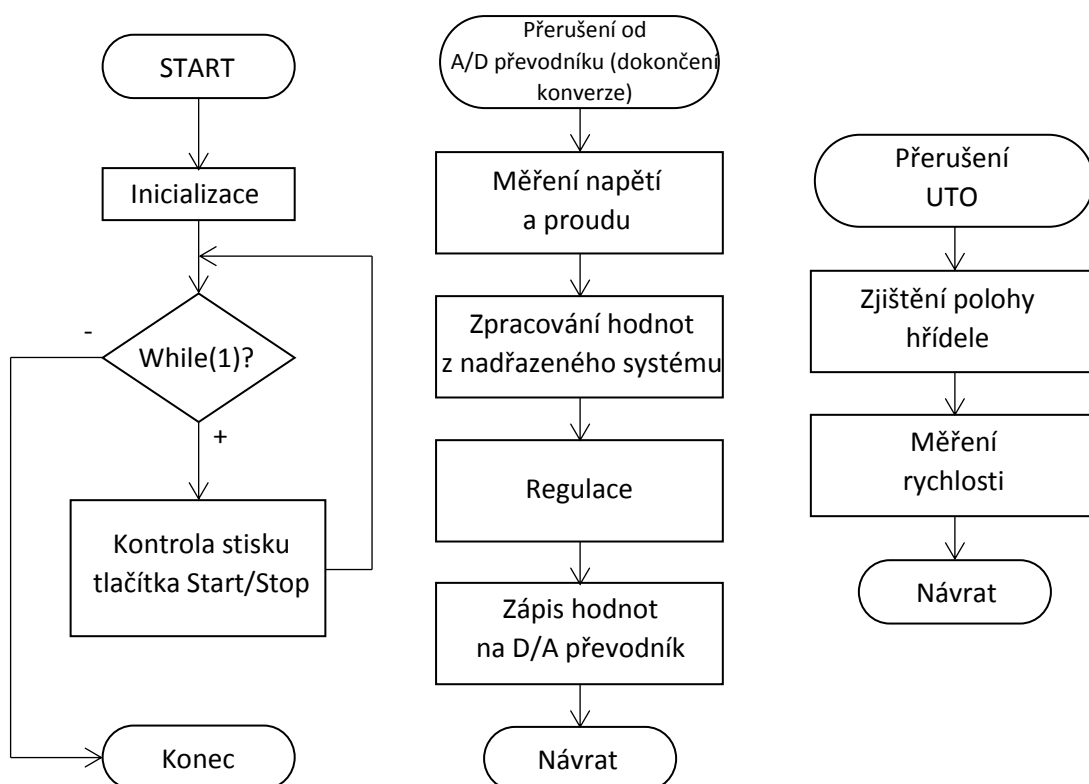 START
Inicializace
-
While(1)?
+
Kontrola stisku
tlačítka Start/Stop
Konec
Přerušení od
A/D převodníku (dokončení
konverze)
Měření napětí
a proudu
Zpracování hodnot
z nadřazeného systému
Regulace
Zápis hodnot
na D/A převodník
Návrat
Přerušení
UTO
Zjištění polohy
hřídele
Měření
rychlosti
Návrat